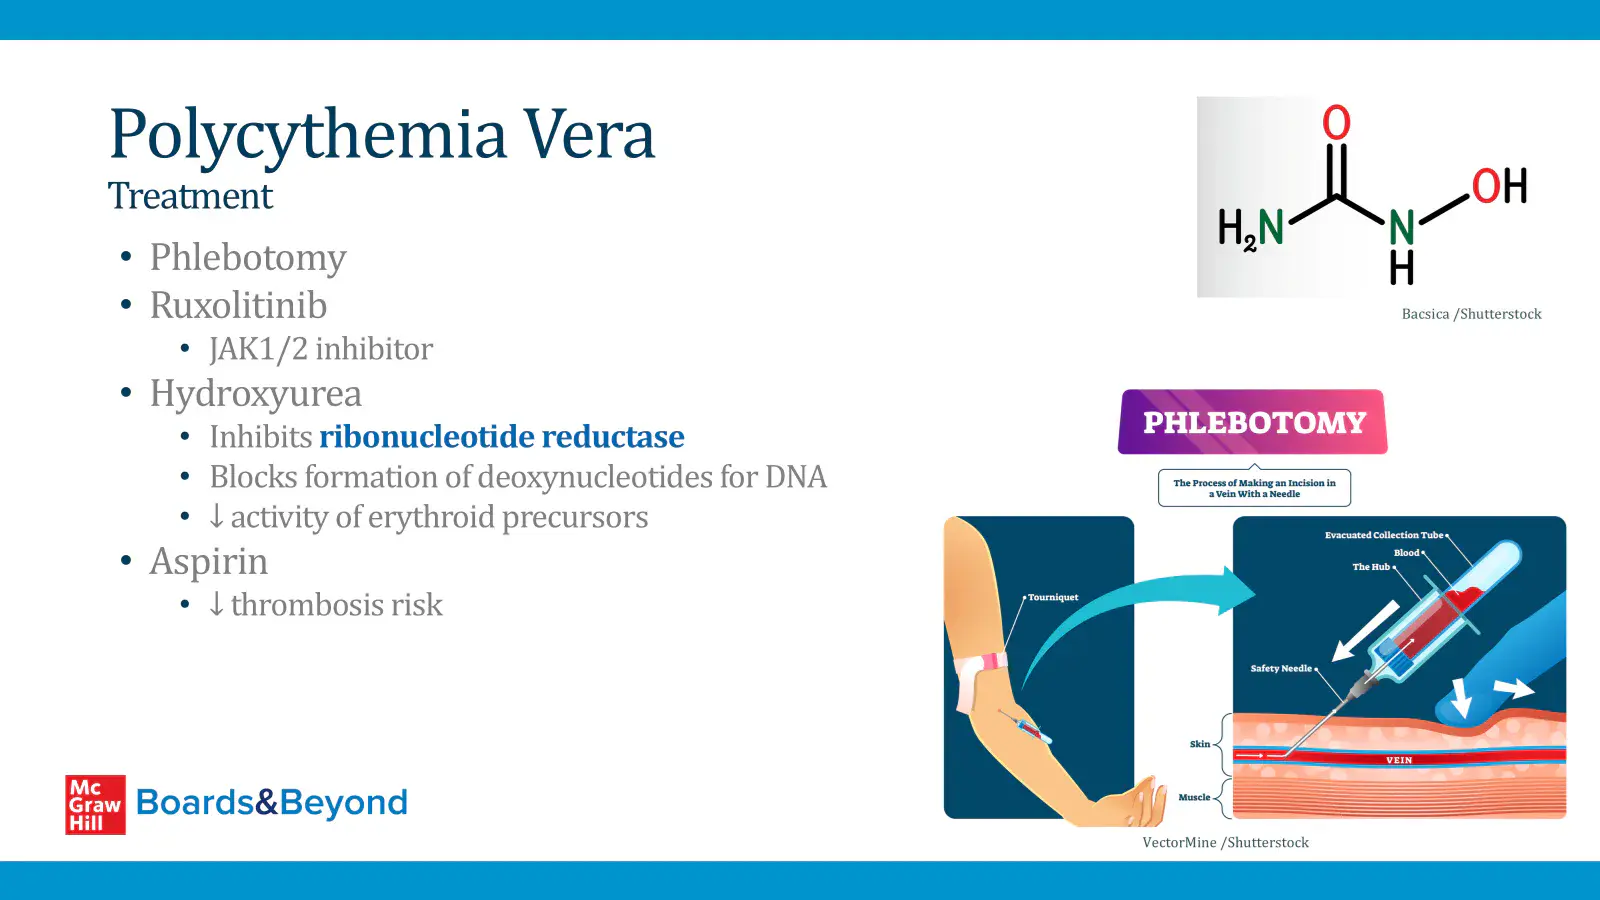 Polycythemia Vera
Treatment
• Phlebotomy
• Ruxolitinib
• JAK1/2 inhibitor
• Hydroxyurea
• Inhibits ribonucleotide reductase
• Blocks formation of deoxynucleotides for DNA
• ↓ activity of erythroid precursors
• Aspirin
• ↓ thrombosis risk
O
OH
H2N
N
H
Bacsica /Shutterstock
PHLEBOTOMY
The Process of Making an Incision in
a Vein With a Needle
Tourniquet
Evacuated Collection Tube
Blood
The Hub
Safety Needle
Skin
VEIN
Muscle
VectorMine /Shutterstock
Mc
Graw
Hill
Boards&Beyond